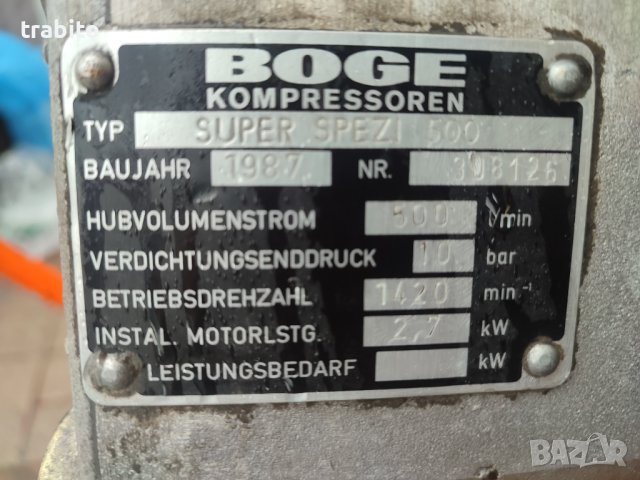 trabito
BOGE
KOMPRESSOREN
TYP SUPER SPEZI 500
BAUJAHR 1987 NR. 308126
HUBVOLUMENSTROM 500 l/min
VERDICHTUNGSENDDRUCK 10 bar
BETRIEBSDREHZAHL 1420 min⁻¹
INSTAL. MOTORLSTG. 2,7 kW
LEISTUNGSBEDARF kW
BAZAR